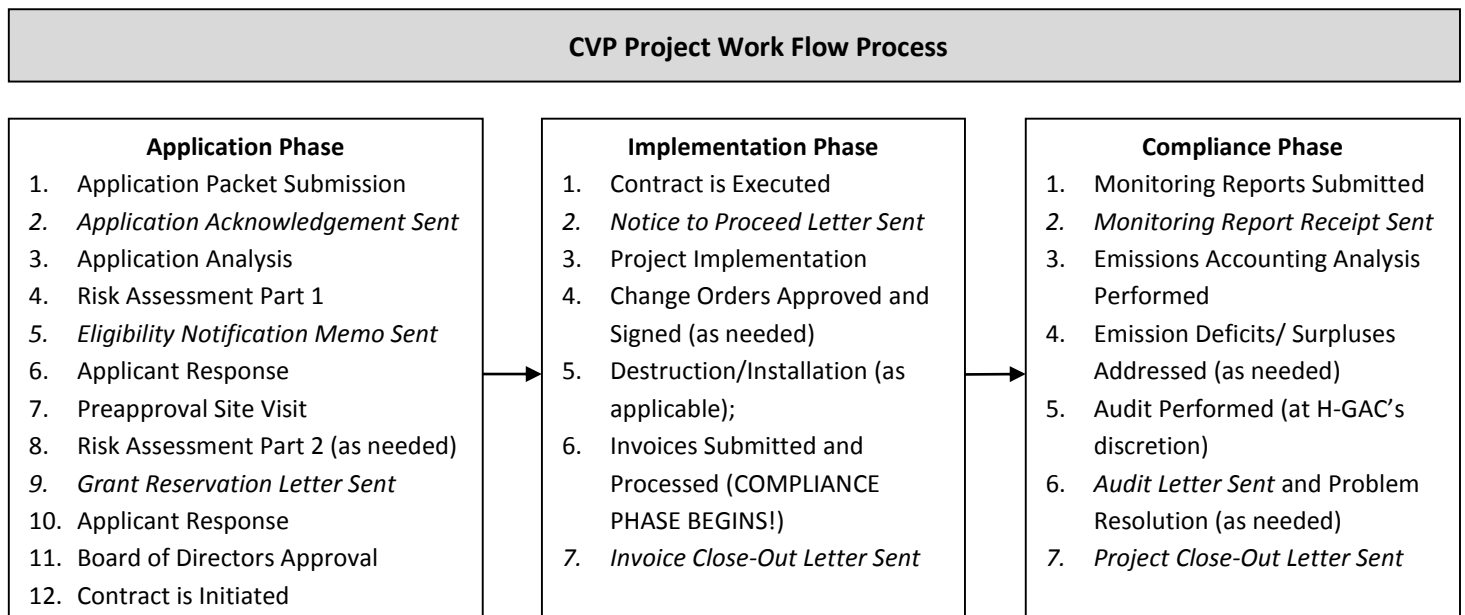 CVP Project Work Flow Process
Application Phase
1. Application Packet Submission
2. Application Acknowledgement Sent
3. Application Analysis
4. Risk Assessment Part 1
5. Eligibility Notification Memo Sent
6. Applicant Response
7. Preapproval Site Visit
8. Risk Assessment Part 2 (as needed)
9. Grant Reservation Letter Sent
10. Applicant Response
11. Board of Directors Approval
12. Contract is Initiated
Implementation Phase
1. Contract is Executed
2. Notice to Proceed Letter Sent
3. Project Implementation
4. Change Orders Approved and
Signed (as needed)
5. Destruction/Installation (as
applicable);
6. Invoices Submitted and
Processed (COMPLIANCE
PHASE BEGINS!)
7. Invoice Close-Out Letter Sent
Compliance Phase
1. Monitoring Reports Submitted
2. Monitoring Report Receipt Sent
3. Emissions Accounting Analysis
Performed
4. Emission Deficits/ Surpluses
Addressed (as needed)
5. Audit Performed (at H-GAC’s
discretion)
6. Audit Letter Sent and Problem
Resolution (as needed)
7. Project Close-Out Letter Sent